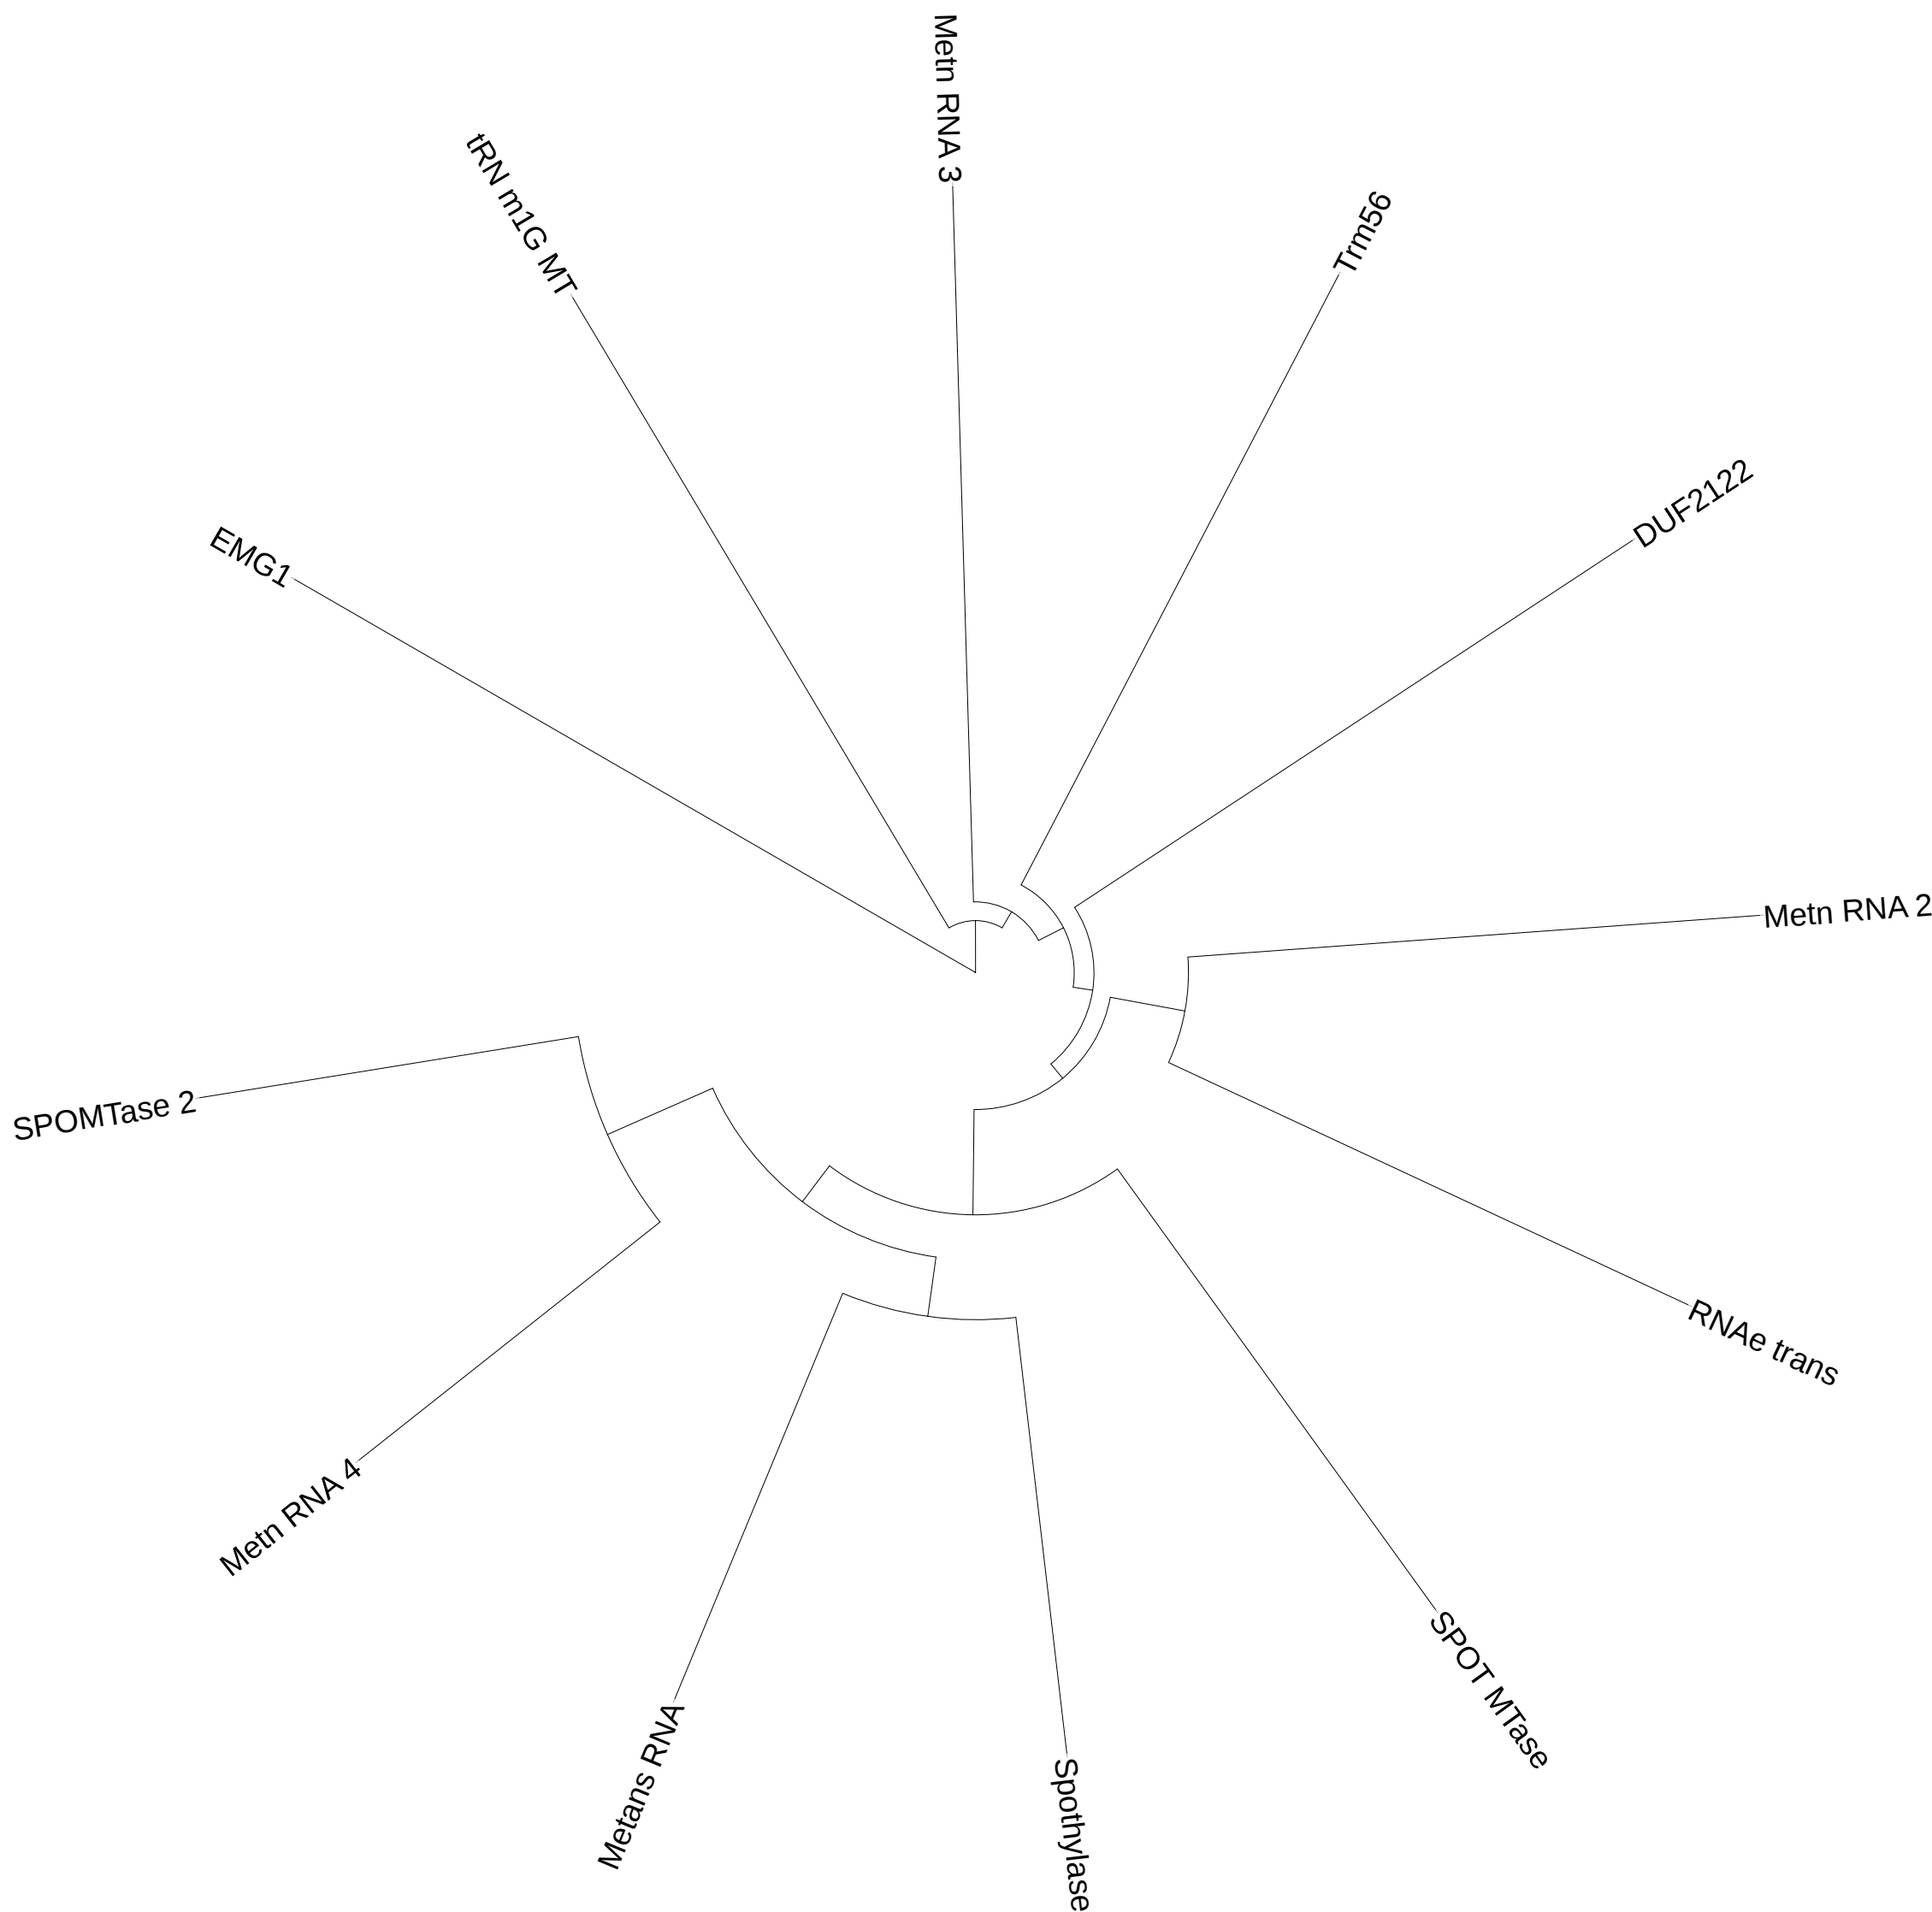 Metn RNA 3
tRN m1G MT
Trm56
DUF2122
EMG1
Metn RNA 2
SPOMTase 2
RNAe trans
Metn RNA 4
SPOT MTase
Metans RNA
Spothylase